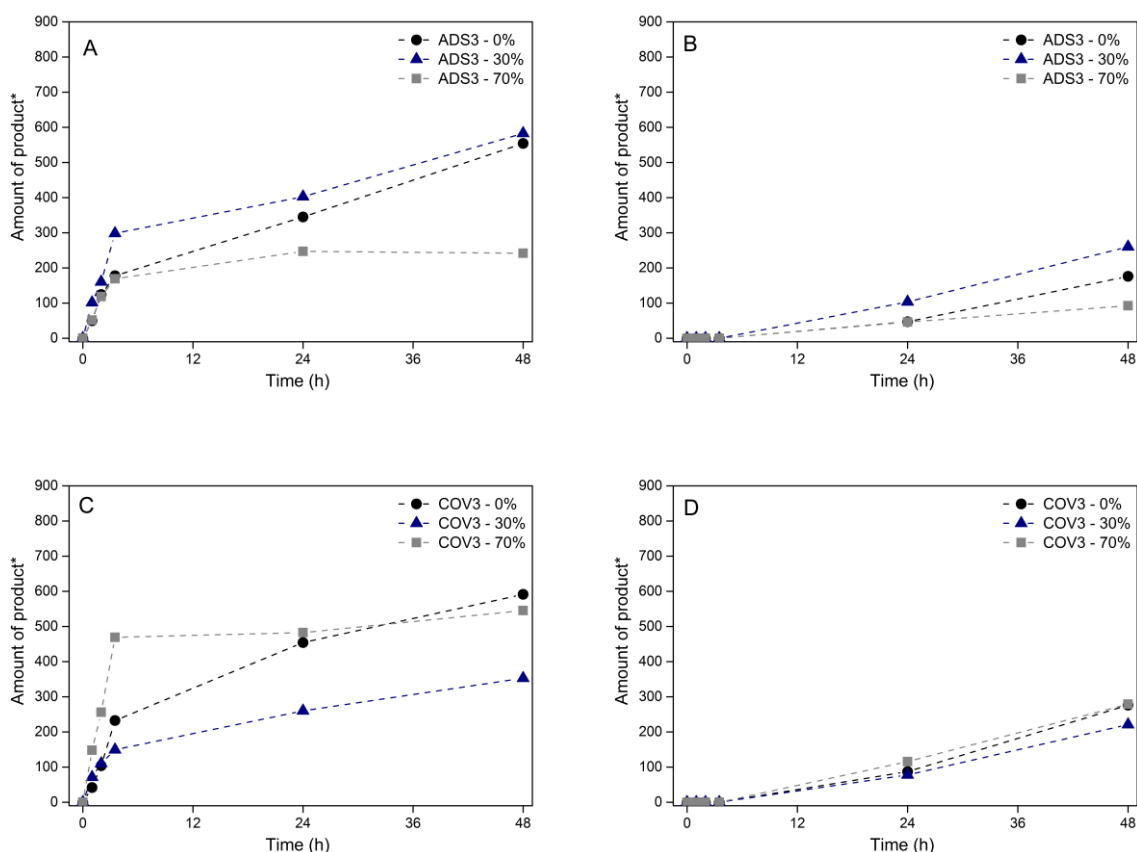 A
ADS3 - 0%
ADS3 - 30%
ADS3 - 70%
900
800
700
600
500
400
300
200
100
0
Amount of product*
0 12 24 36 48
Time (h)
B
ADS3 - 0%
ADS3 - 30%
ADS3 - 70%
900
800
700
600
500
400
300
200
100
0
Amount of product*
0 12 24 36 48
Time (h)
C
COV3 - 0%
COV3 - 30%
COV3 - 70%
900
800
700
600
500
400
300
200
100
0
Amount of product*
0 12 24 36 48
Time (h)
D
COV3 - 0%
COV3 - 30%
COV3 - 70%
900
800
700
600
500
400
300
200
100
0
Amount of product*
0 12 24 36 48
Time (h)